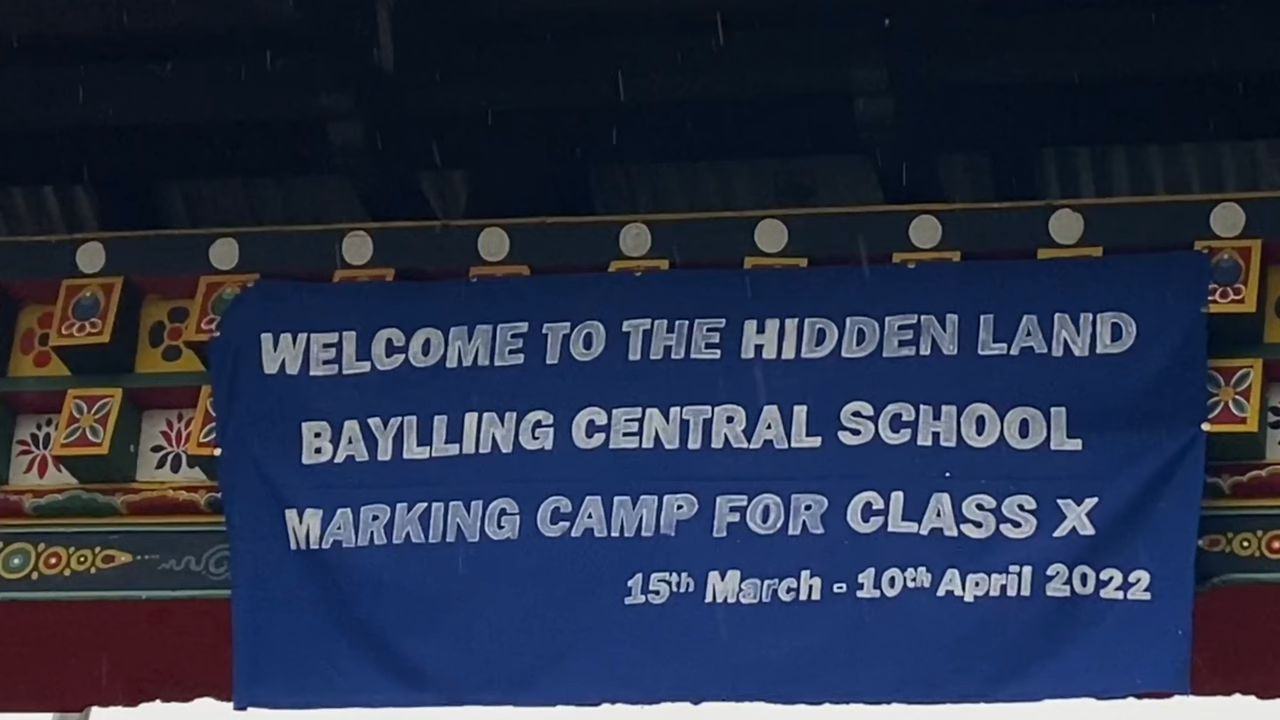 WELCOME TO THE HIDDEN LAND
BAYLLING CENTRAL SCHOOL
MARKING CAMP FOR CLASS X
15th March - 10th April 2022